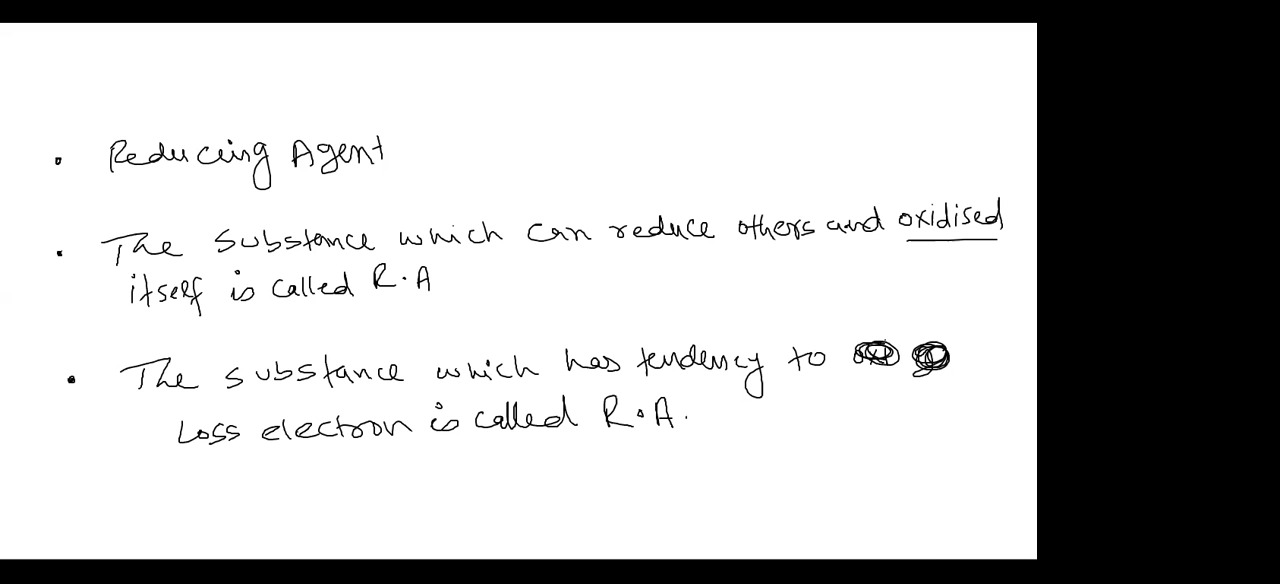 • Reducing Agent
• The substance which can reduce others and oxidised
itself is called R.A
• The substance which has tendency to
Loss electron is called R.A.